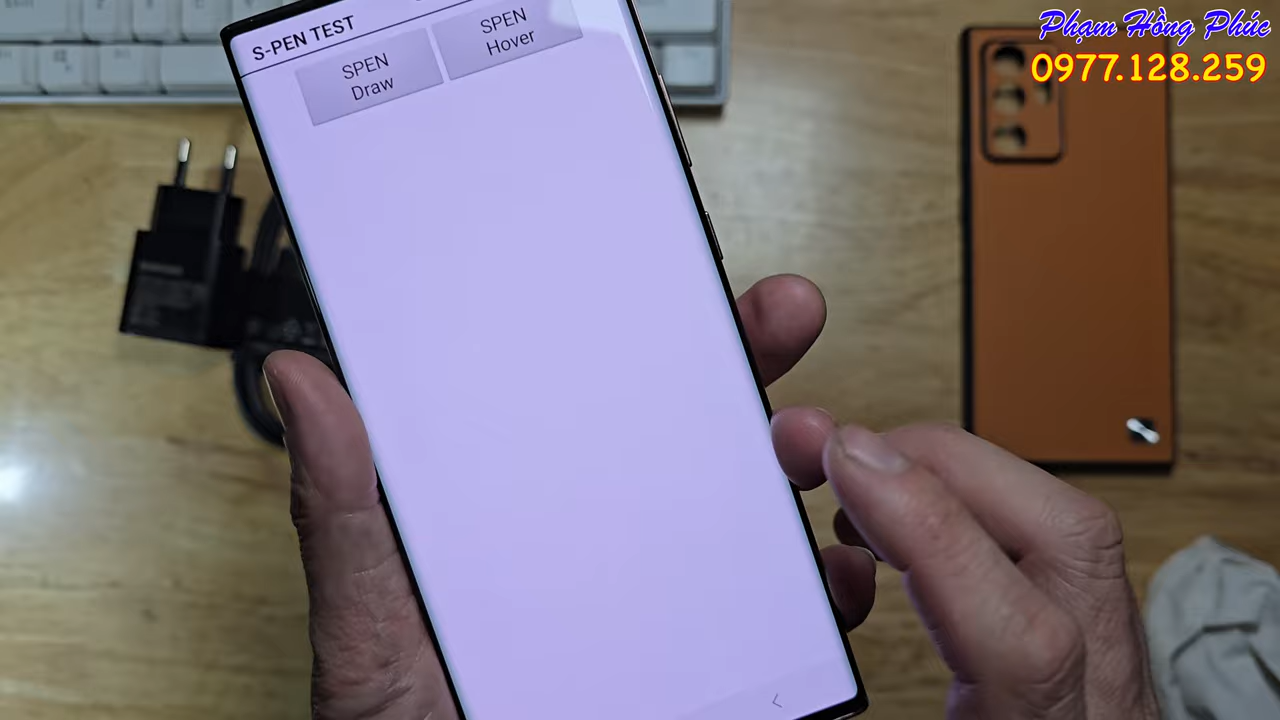 S-PEN TEST
SPEN
Draw
SPEN
Hover
Phạm Hồng Phúc
0977.128.259